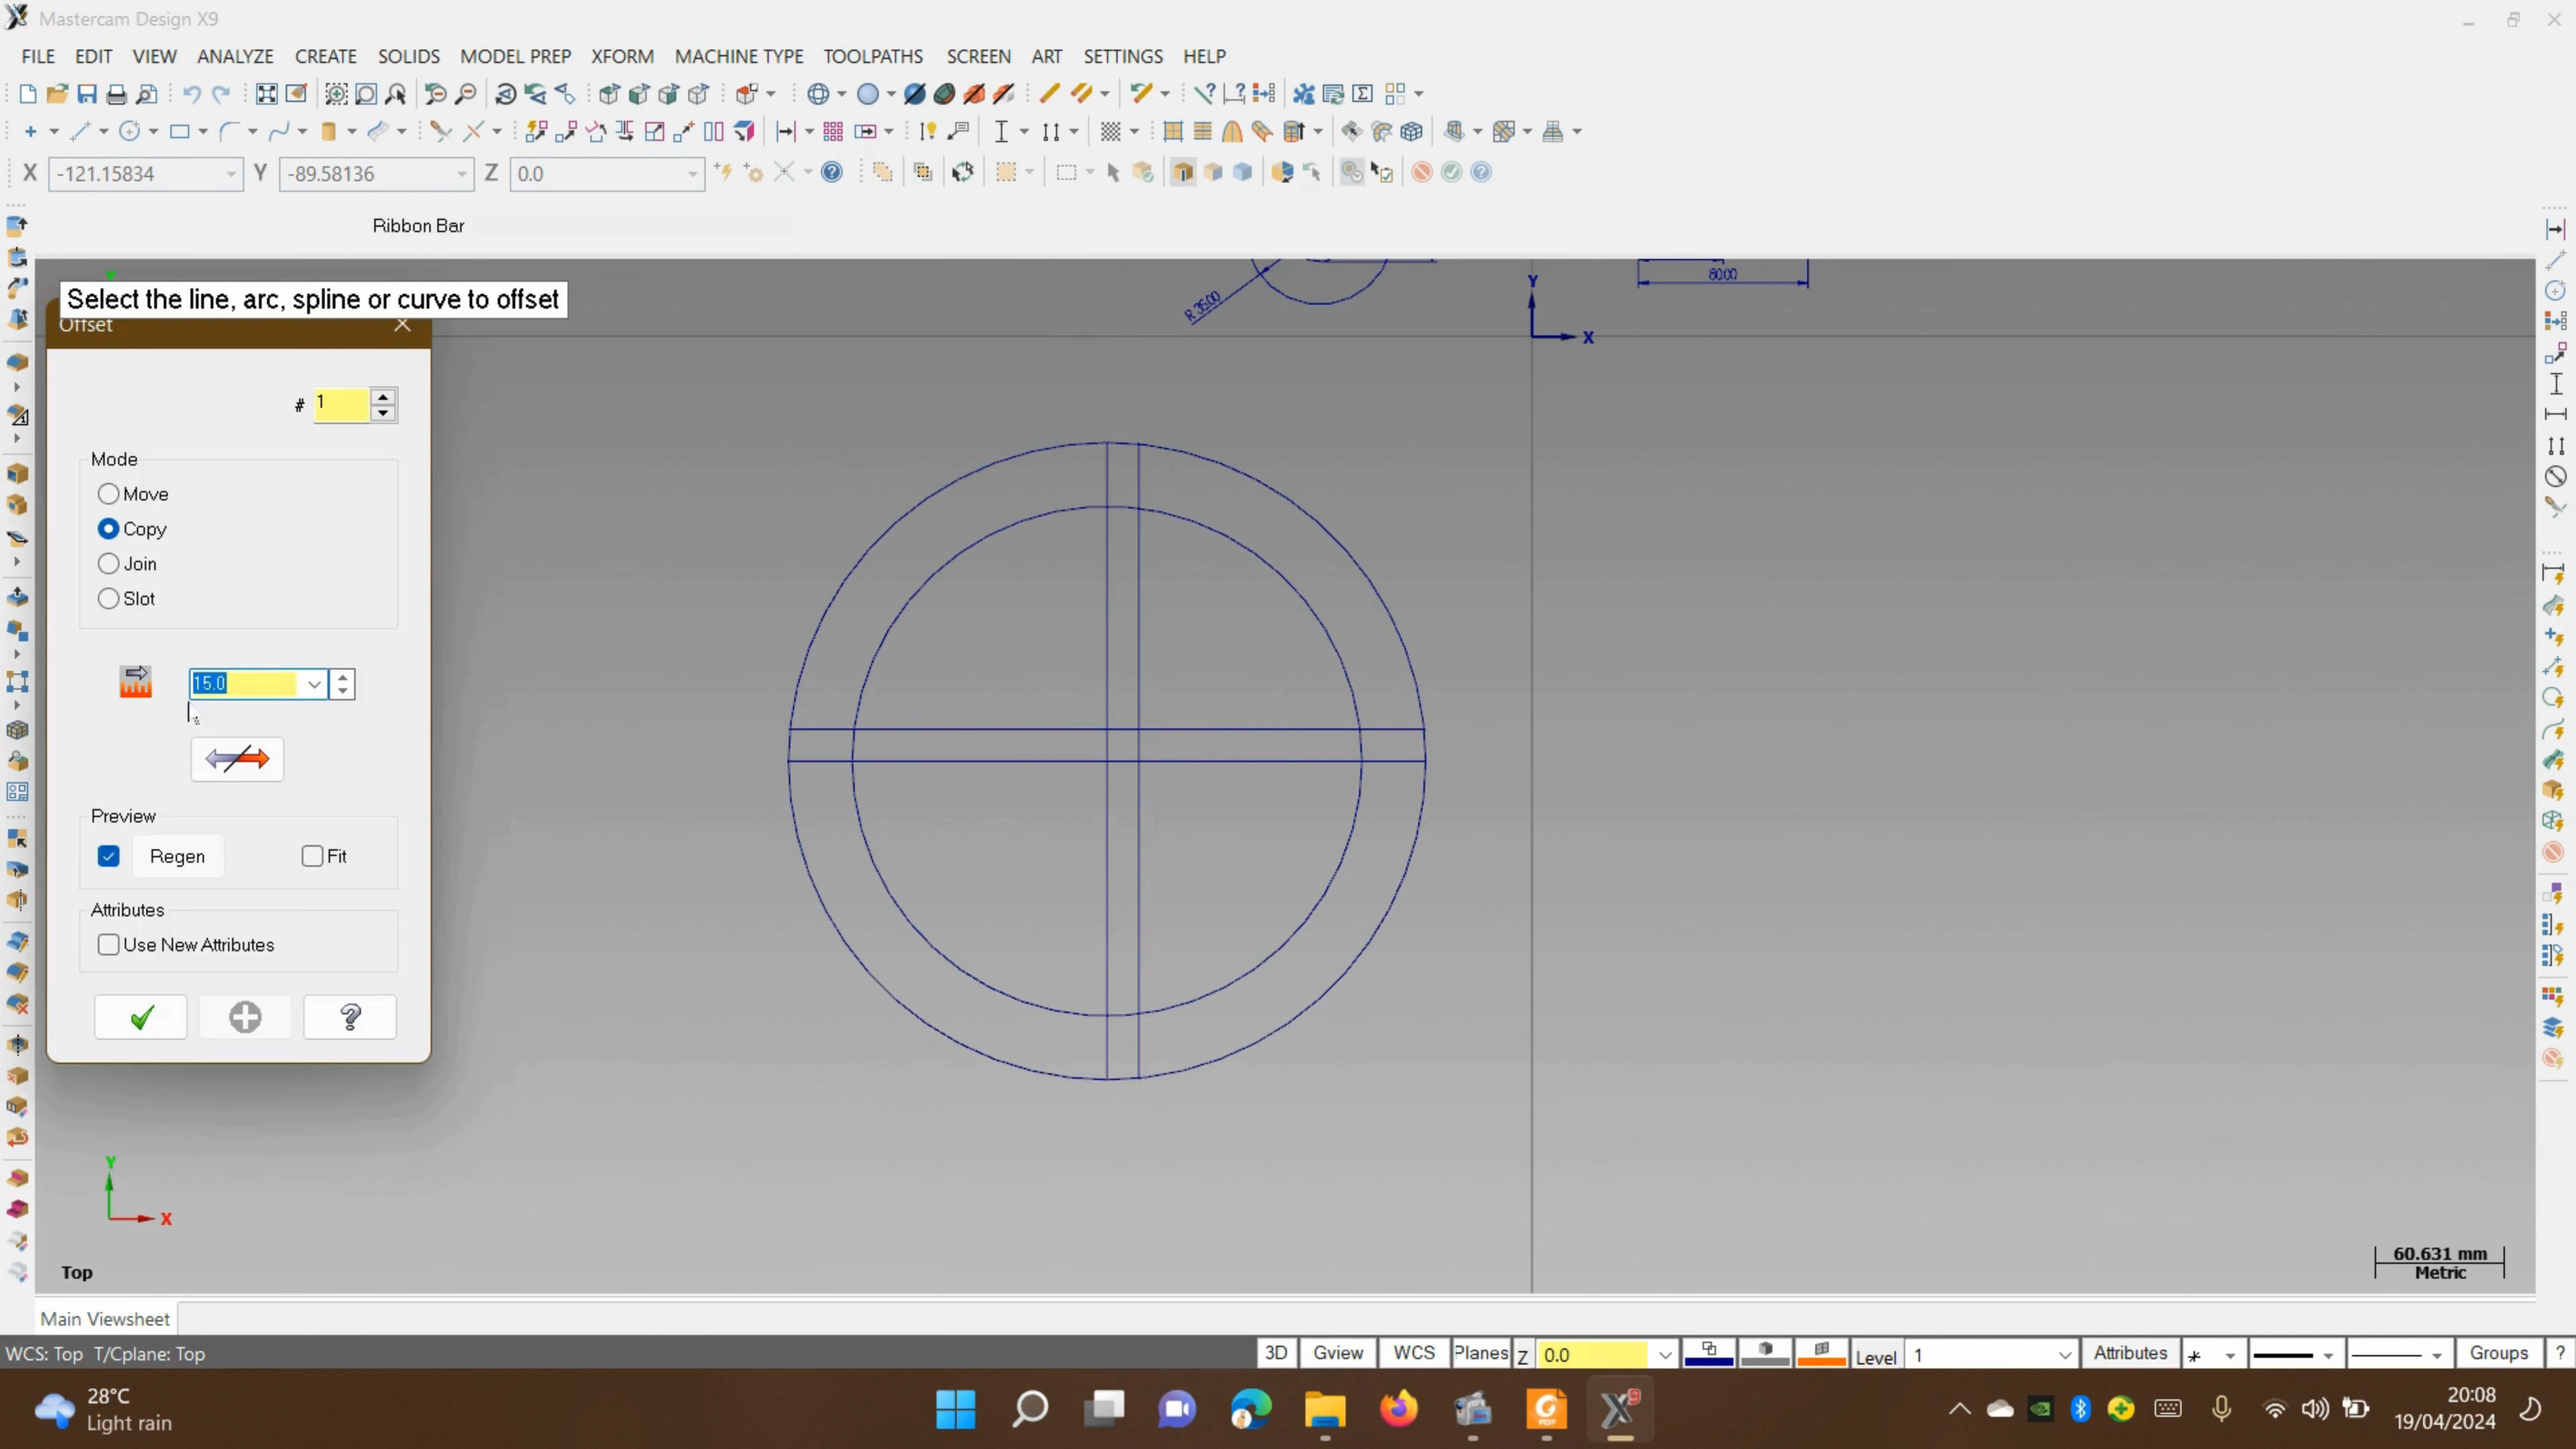 Mastercam Design X9
FILE EDIT VIEW ANALYZE CREATE SOLIDS MODEL PREP XFORM MACHINE TYPE TOOLPATHS SCREEN ART SETTINGS HELP
X -121.15834 Y -89.58136 Z 0.0
Ribbon Bar
Select the line, arc, spline or curve to offset
Offset
# 1
Mode
Move
Copy
Join
Slot
15.0
Preview
Regen Fit
Attributes
Use New Attributes
R 35.00
80.00
Y
X
Y
X
Top
60.631 mm
Metric
Main Viewsheet
WCS: Top T/Cplane: Top
3D Gview WCS Planes Z 0.0 Level 1 Attributes Groups ?
28°C
Light rain
20:08
19/04/2024